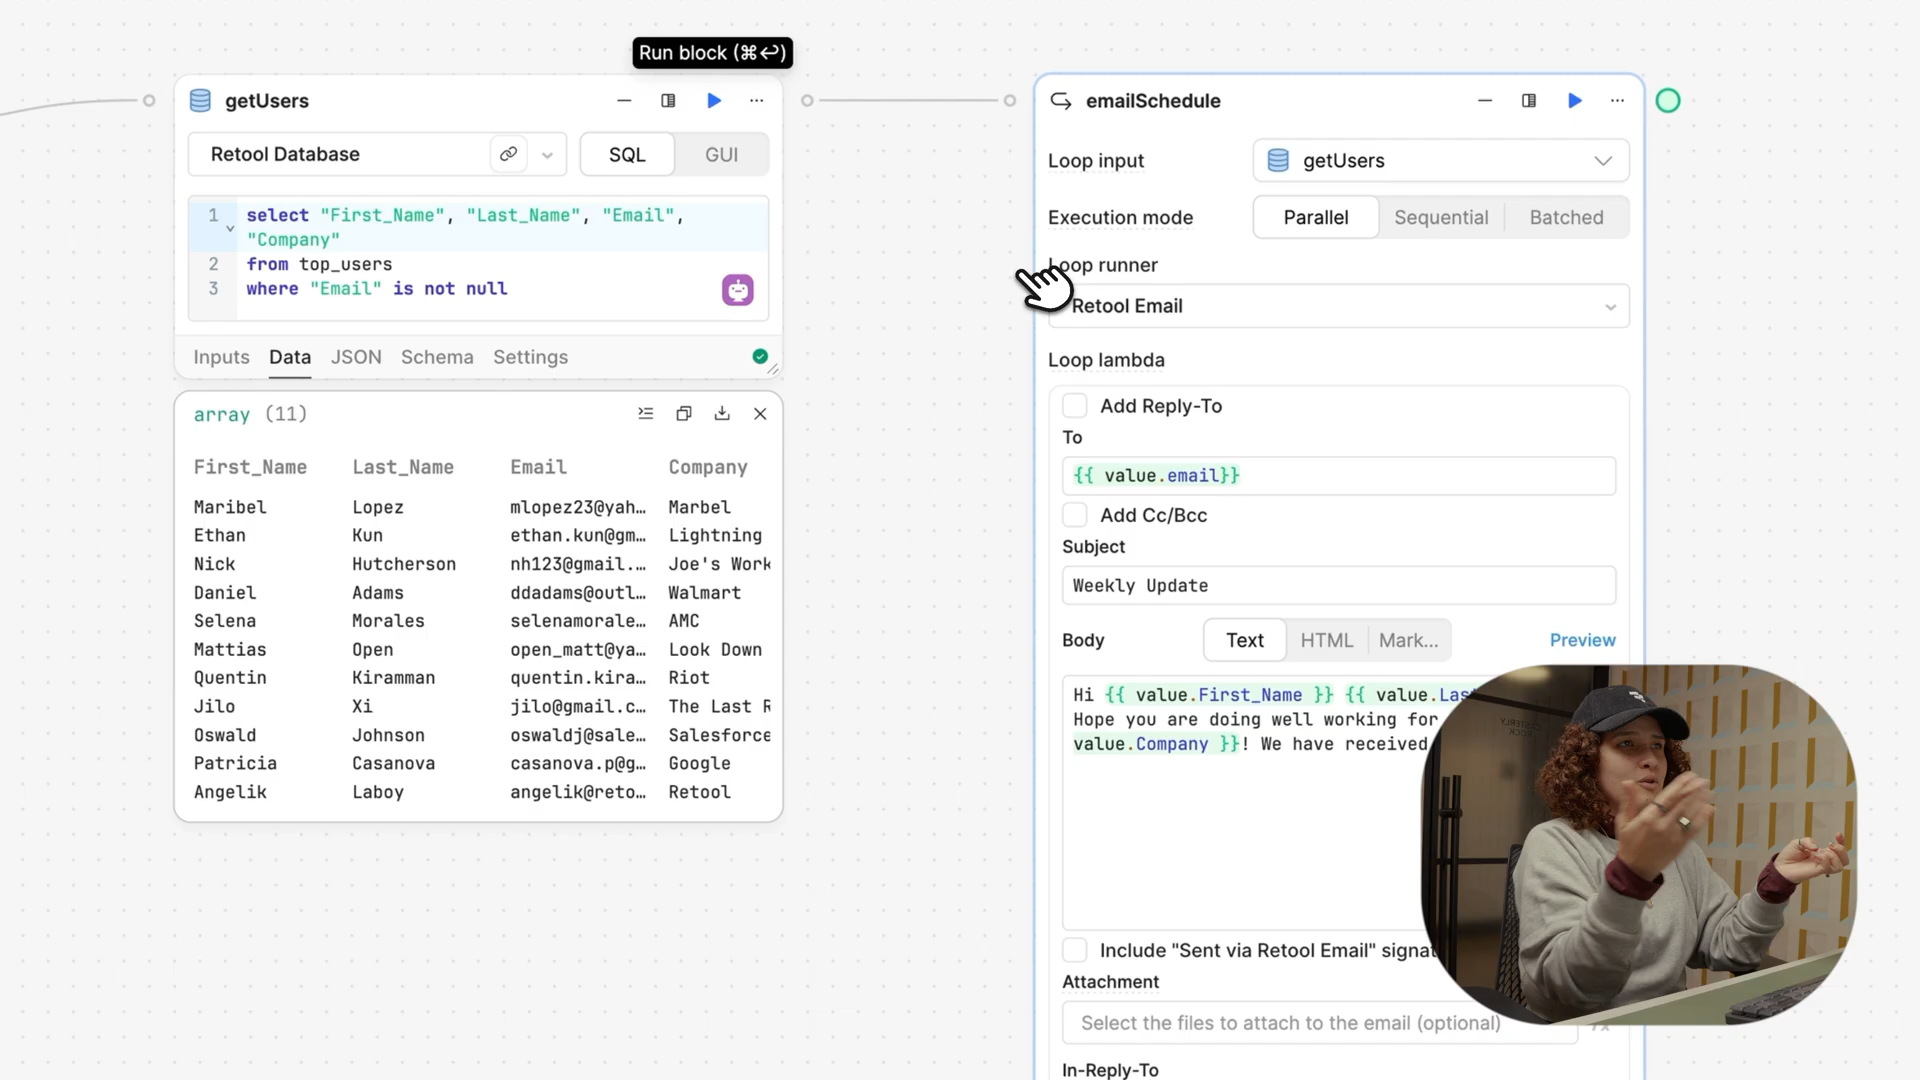 Run block (⌘↩)
getUsers
Retool Database
SQL
GUI
1 select "First_Name", "Last_Name", "Email",
"Company"
2 from top_users
3 where "Email" is not null
Inputs
Data
JSON
Schema
Settings
array (11)
First_Name Last_Name Email Company
Maribel Lopez mlopez23@yah… Marbel
Ethan Kun ethan.kun@gm… Lightning
Nick Hutcherson nh123@gmail.… Joe's Work
Daniel Adams ddadams@outl… Walmart
Selena Morales selenamorale… AMC
Mattias Open open_matt@ya… Look Down
Quentin Kiramman quentin.kira… Riot
Jilo Xi jilo@gmail.c… The Last R
Oswald Johnson oswaldj@sale… Salesforce
Patricia Casanova casanova.p@g… Google
Angelik Laboy angelik@reto… Retool
emailSchedule
Loop input
getUsers
Execution mode
Parallel
Sequential
Batched
Loop runner
Retool Email
Loop lambda
Add Reply-To
To
{{ value.email}}
Add Cc/Bcc
Subject
Weekly Update
Body
Text
HTML
Mark...
Preview
Hi {{ value.First_Name }} {{ value.Las
Hope you are doing well working for
value.Company }}! We have received
Include "Sent via Retool Email" signat
Attachment
Select the files to attach to the email (optional)
In-Reply-To